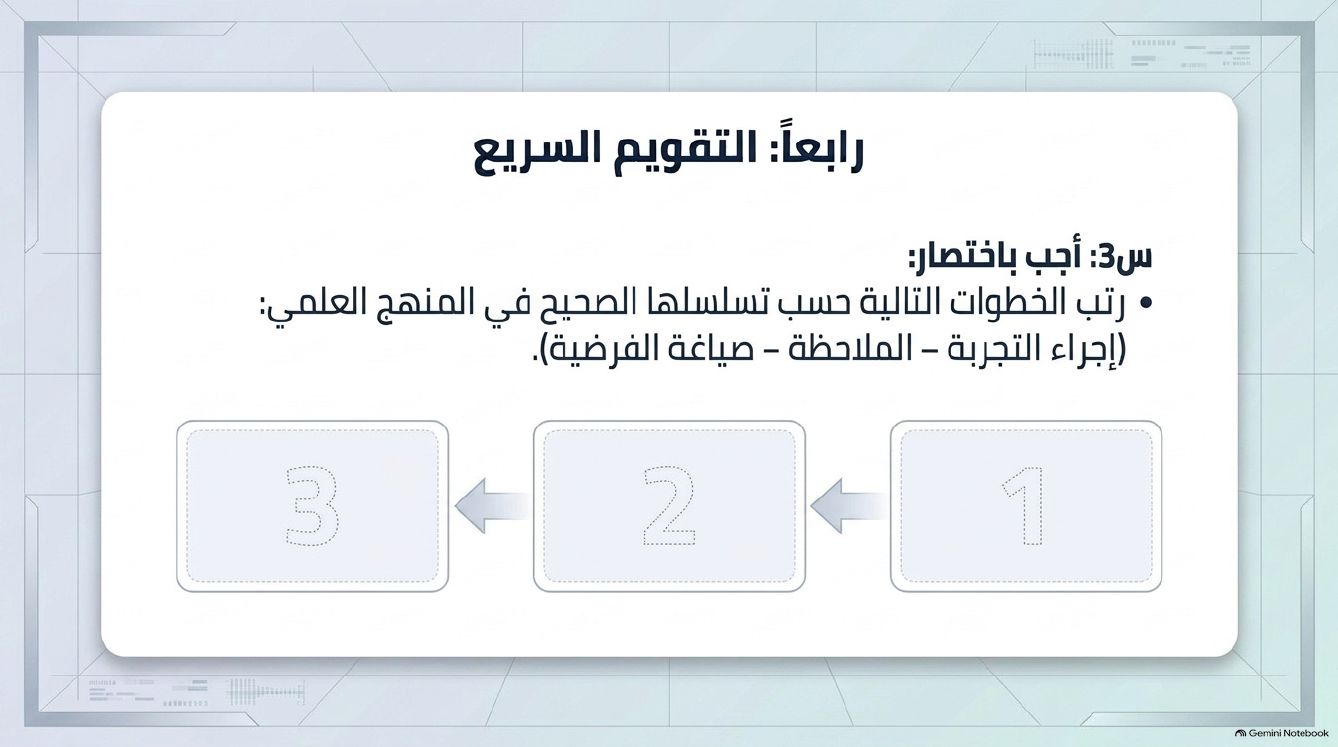 رابعاً: التقويم السريع
س3: أجب باختصار:
• رتب الخطوات التالية حسب تسلسلها الصحيح في المنهج العلمي:
(إجراء التجربة – الملاحظة – صياغة الفرضية).
1
2
3
Gemini Notebook